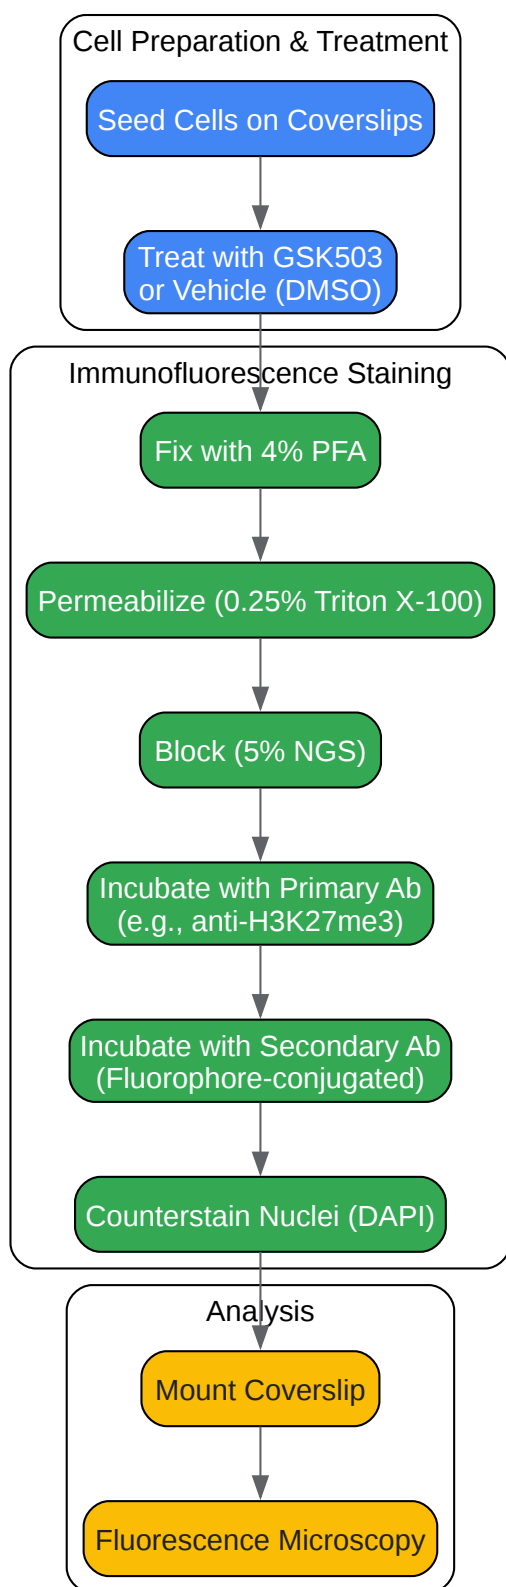 Cell Preparation & Treatment
Seed Cells on Coverslips
Treat with GSK503
or Vehicle (DMSO)
Immunofluorescence Staining
Fix with 4% PFA
Permeabilize (0.25% Triton X-100)
Block (5% NGS)
Incubate with Primary Ab
(e.g., anti-H3K27me3)
Incubate with Secondary Ab
(Fluorophore-conjugated)
Counterstain Nuclei (DAPI)
Analysis
Mount Coverslip
Fluorescence Microscopy